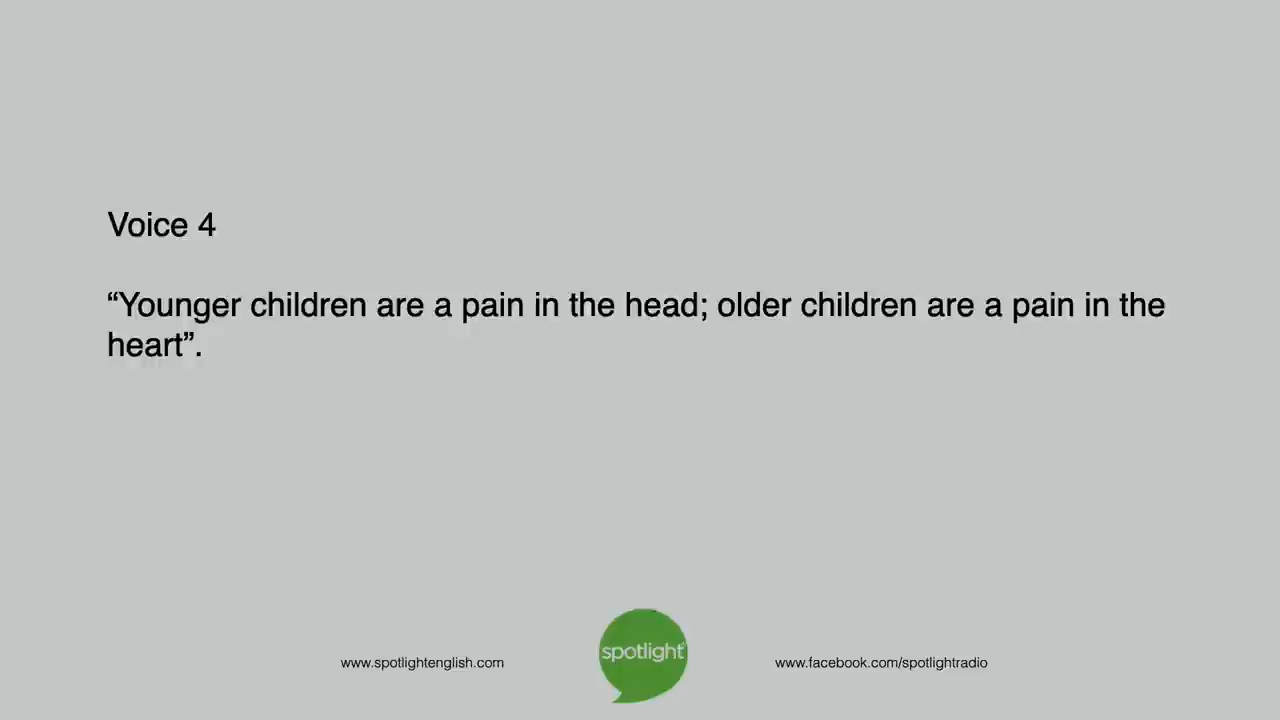 Voice 4
“Younger children are a pain in the head; older children are a pain in the
heart”.
www.spotlightenglish.com
spotlight
www.facebook.com/spotlightradio